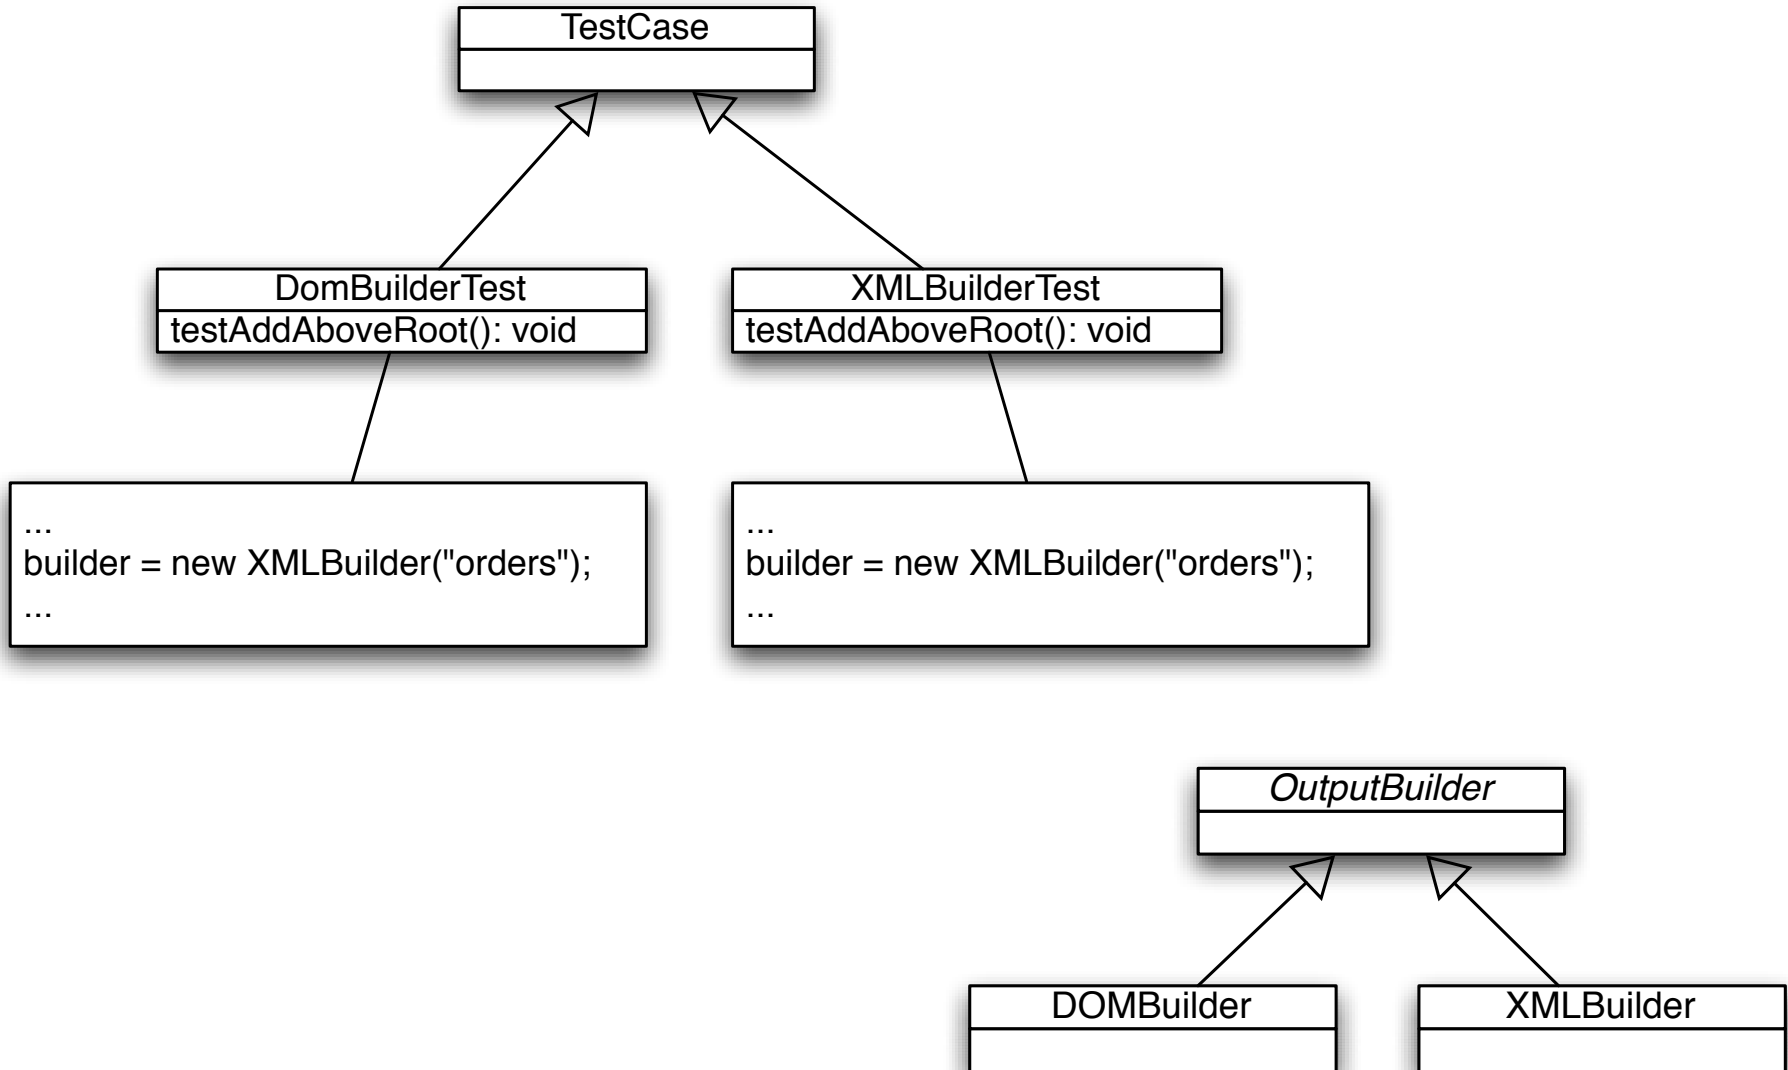 TestCase
DomBuilderTest
testAddAboveRoot(): void
XMLBuilderTest
testAddAboveRoot(): void
...
builder = new XMLBuilder("orders");
...
...
builder = new XMLBuilder("orders");
...
OutputBuilder
DOMBuilder
XMLBuilder